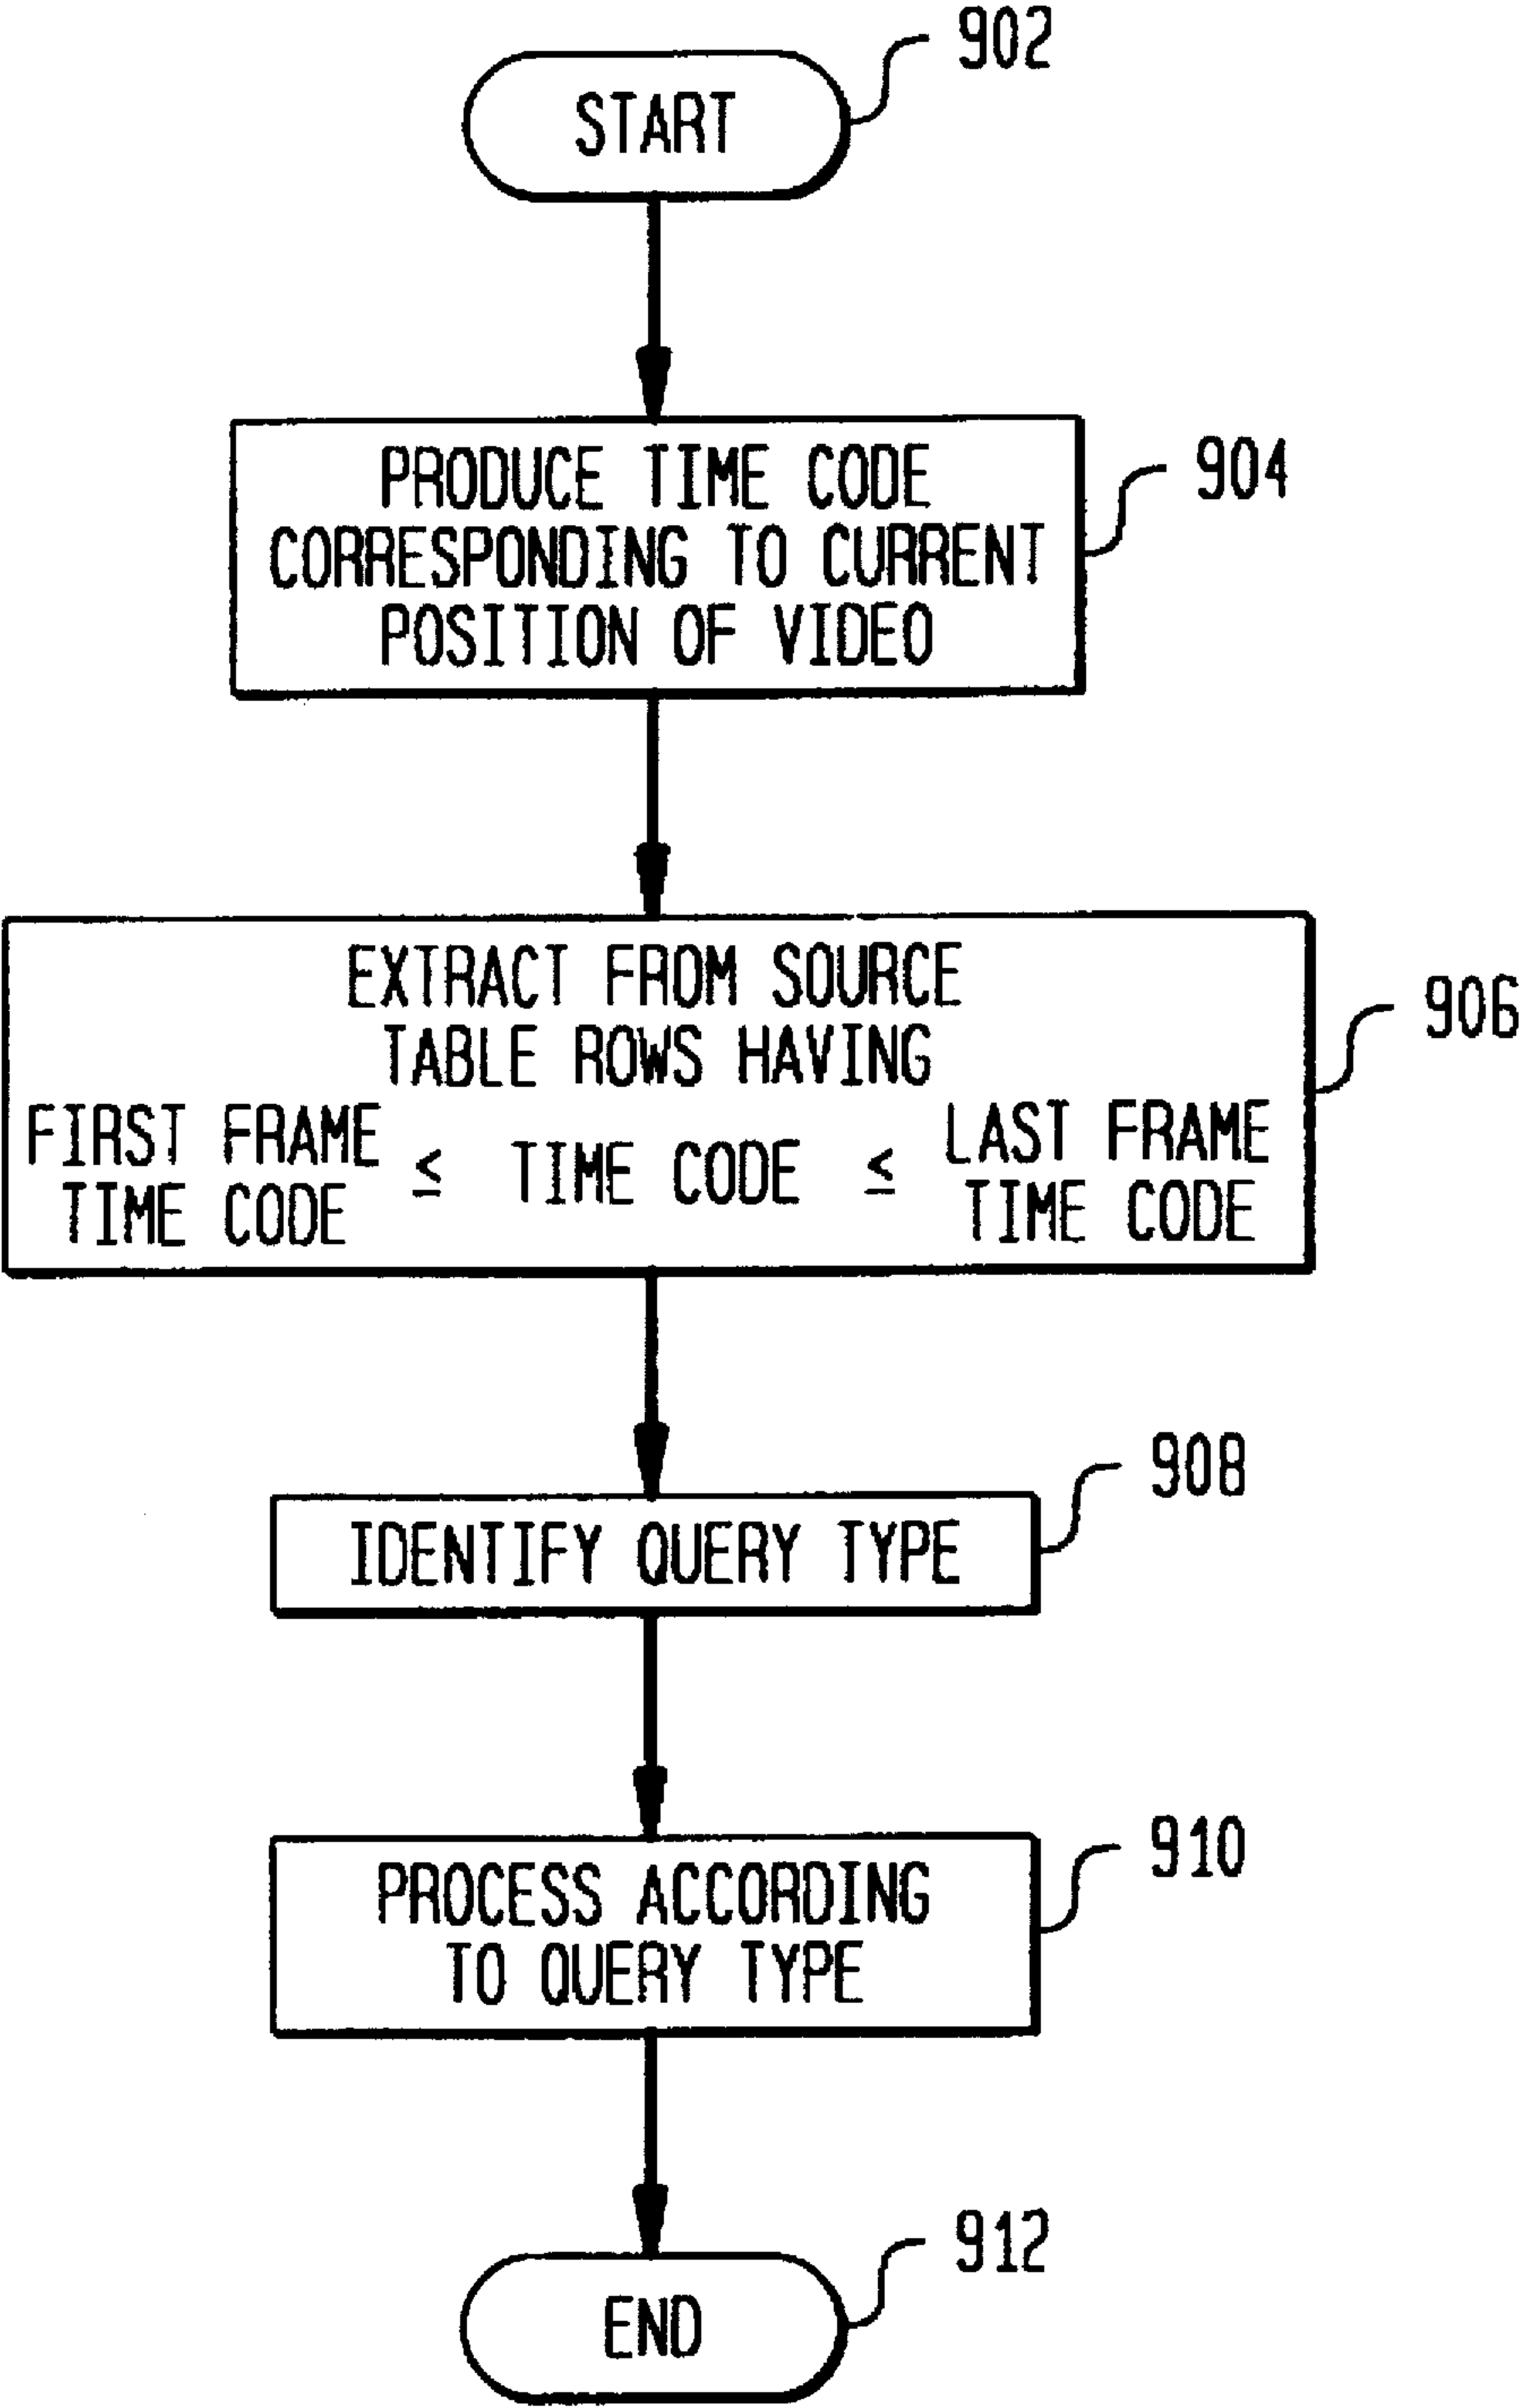 902
START
PRODUCE TIME CODE
CORRESPONDING TO CURRENT
POSITION OF VIDEO
904
EXTRACT FROM SOURCE
TABLE ROWS HAVING
FIRST FRAME
TIME CODE
≤ TIME CODE ≤
LAST FRAME
TIME CODE
906
IDENTIFY QUERY TYPE
908
PROCESS ACCORDING
TO QUERY TYPE
910
END
912